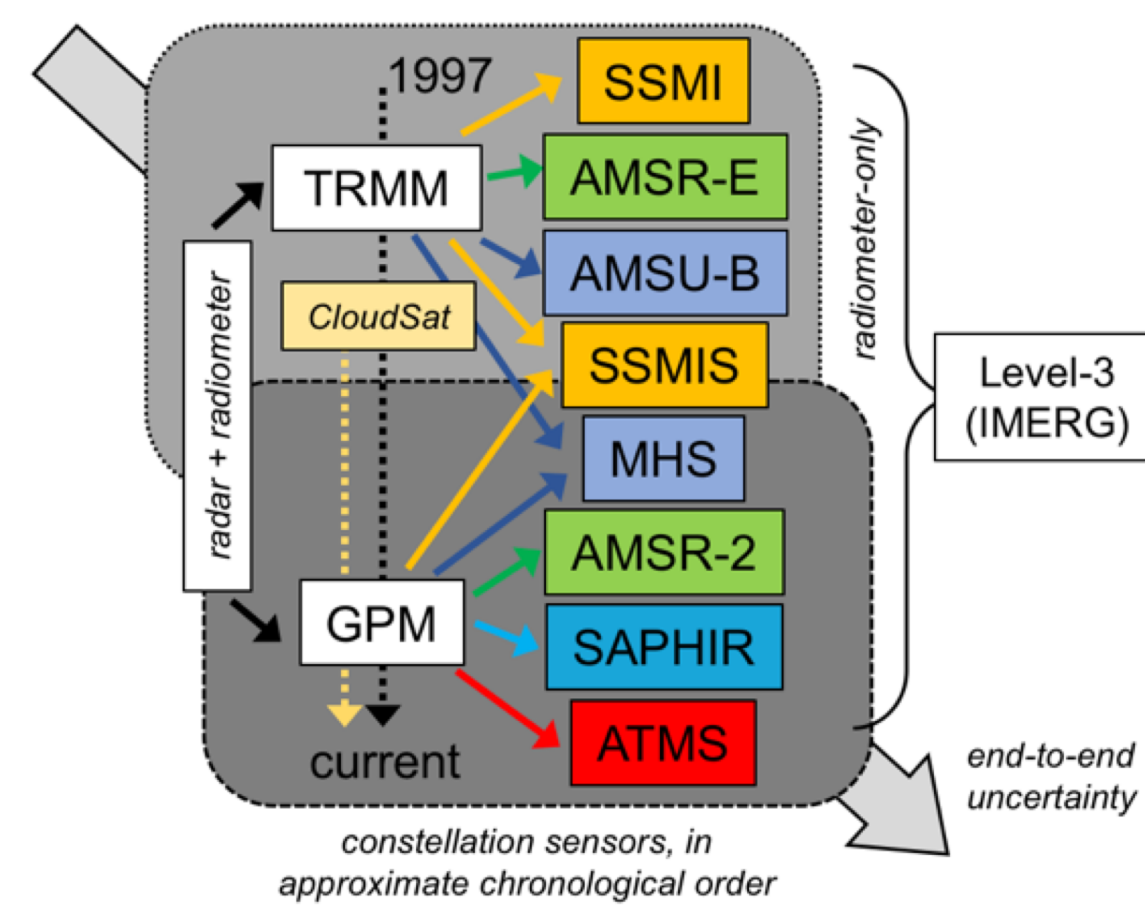 1997
SSMI
TRMM
AMSR-E
AMSU-B
CloudSat
SSMIS
radar + radiometer
MHS
AMSR-2
GPM
SAPHIR
ATMS
current
radiometer-only
Level-3
(IMERG)
end-to-end
uncertainty
constellation sensors, in
approximate chronological order